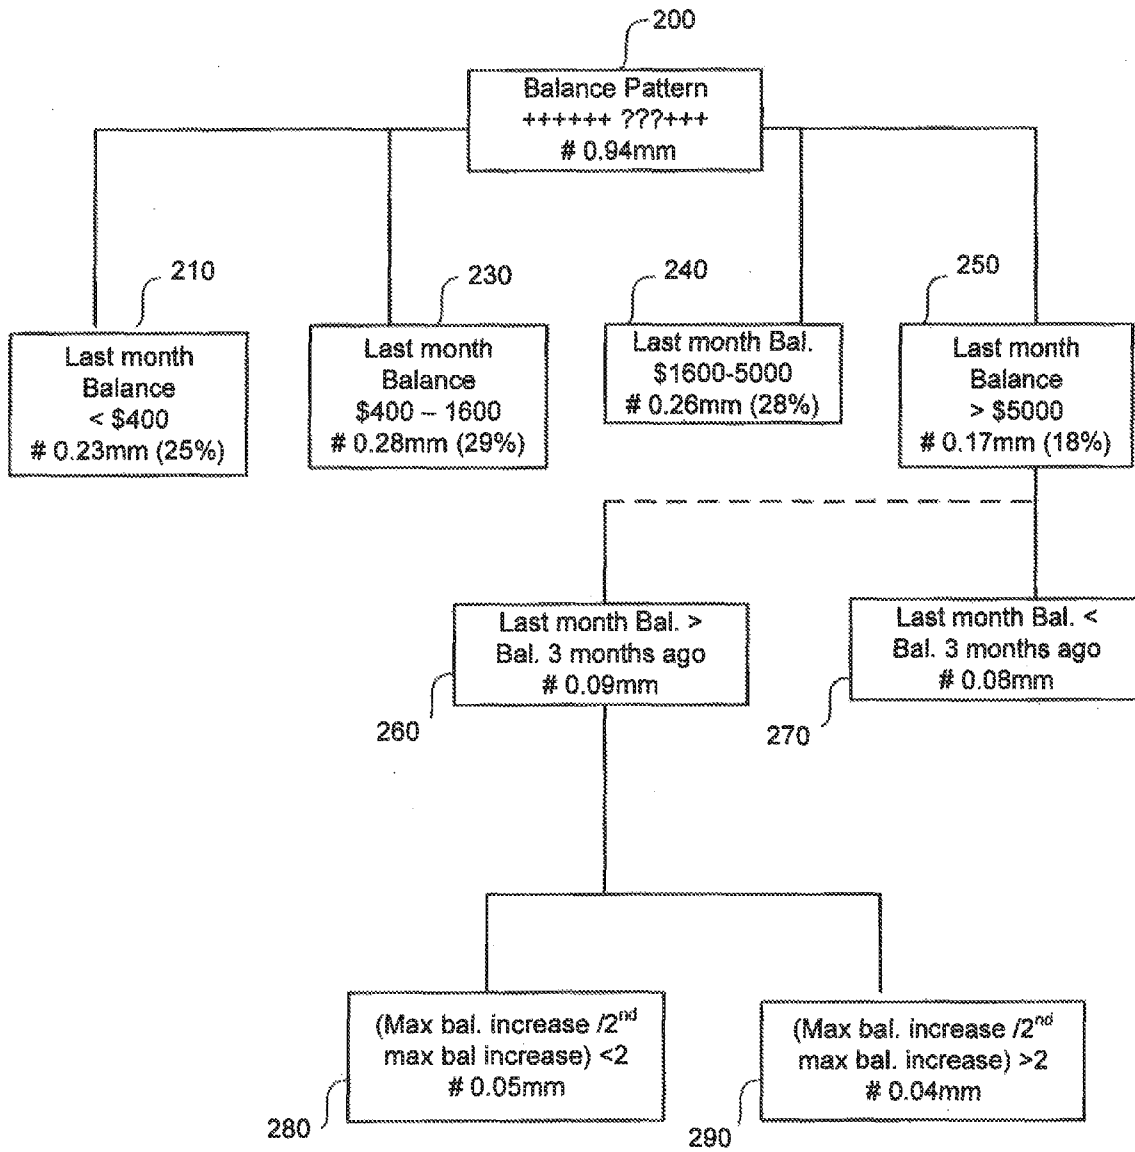 200
Balance Pattern
++++++ ???+++
# 0.94mm
210
Last month
Balance
< $400
# 0.23mm (25%)
230
Last month
Balance
$400 – 1600
# 0.28mm (29%)
240
Last month Bal.
$1600-5000
# 0.26mm (28%)
250
Last month
Balance
> $5000
# 0.17mm (18%)
Last month Bal. >
Bal. 3 months ago
# 0.09mm
260
Last month Bal. <
Bal. 3 months ago
# 0.08mm
270
(Max bal. increase /2nd
max bal increase) <2
# 0.05mm
280
(Max bal. increase /2nd
max bal. increase) >2
# 0.04mm
290